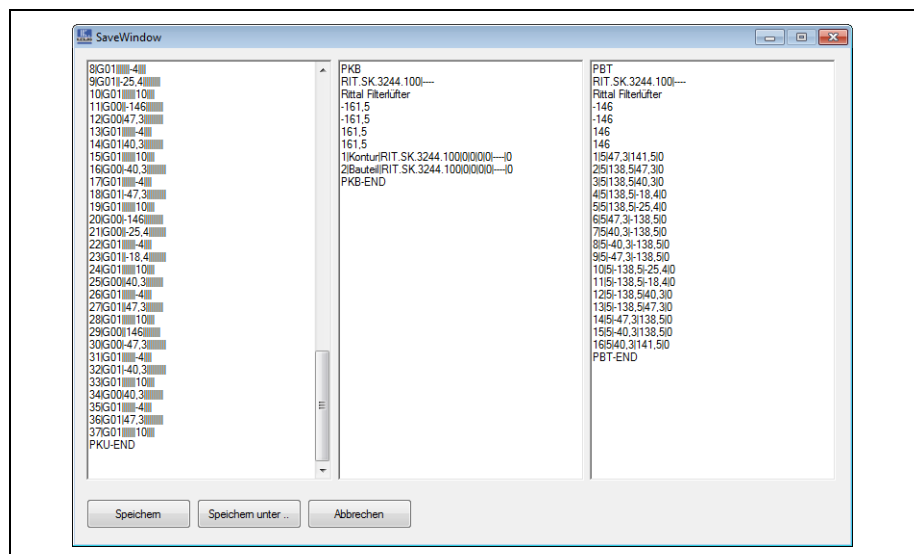 SaveWindow
8|G01|||||-4|||
9|G01||-25,4||||||
10|G01|||||10|||
11|G00||-146||||||
12|G00|47,3|||||||
13|G01|||||-4|||
14|G01|40,3|||||||
15|G01|||||10|||
16|G00|-40,3|||||||
17|G01|||||-4|||
18|G01|-47,3|||||||
19|G01|||||10|||
20|G00|-146|||||||
21|G00||-25,4||||||
22|G01|||||-4|||
23|G01||-18,4||||||
24|G01|||||10|||
25|G00||40,3||||||
26|G01|||||-4|||
27|G01||47,3||||||
28|G01|||||10|||
29|G00||146||||||
30|G00|-47,3|||||||
31|G01|||||-4|||
32|G01|-40,3|||||||
33|G01|||||10|||
34|G00|40,3|||||||
35|G01|||||-4|||
36|G01|47,3|||||||
37|G01|||||10|||
PKU-END
PKB
RIT.SK.3244.100|----
Rittal Filterlüfter
-161,5
-161,5
161,5
161,5
1|Kontur|RIT.SK.3244.100|0|0|0|0|----|0
2|Bauteil|RIT.SK.3244.100|0|0|0|0|----|0
PKB-END
PBT
RIT.SK.3244.100|----
Rittal Filterlüfter
-146
-146
146
146
1|5|47,3|141,5|0
2|5|138,5|47,3|0
3|5|138,5|40,3|0
4|5|138,5|-18,4|0
5|5|138,5|-25,4|0
6|5|47,3|-138,5|0
7|5|40,3|-138,5|0
8|5|-40,3|-138,5|0
9|5|-47,3|-138,5|0
10|5|-138,5|-25,4|0
11|5|-138,5|-18,4|0
12|5|-138,5|40,3|0
13|5|-138,5|47,3|0
14|5|-47,3|138,5|0
15|5|-40,3|138,5|0
16|5|40,3|141,5|0
PBT-END
Speichern
Speichern unter ..
Abbrechen